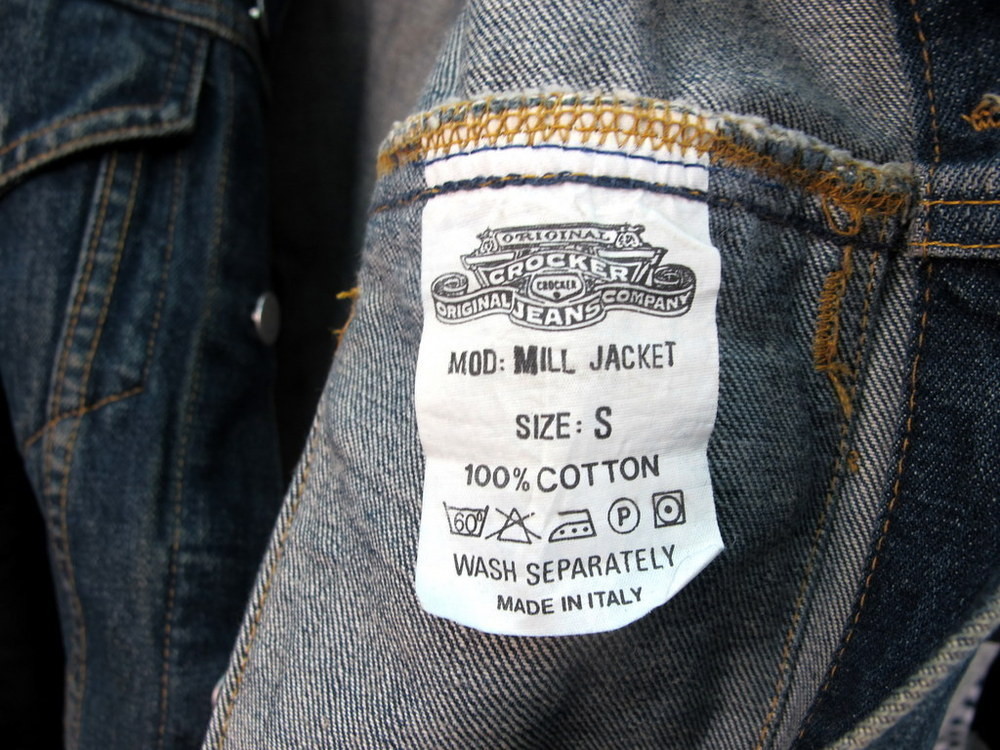 ORIGINAL
CROCKER
CROCKER
ORIGINAL JEANS COMPANY
MOD: MILL JACKET
SIZE: S
100% COTTON
60° P
WASH SEPARATELY
MADE IN ITALY